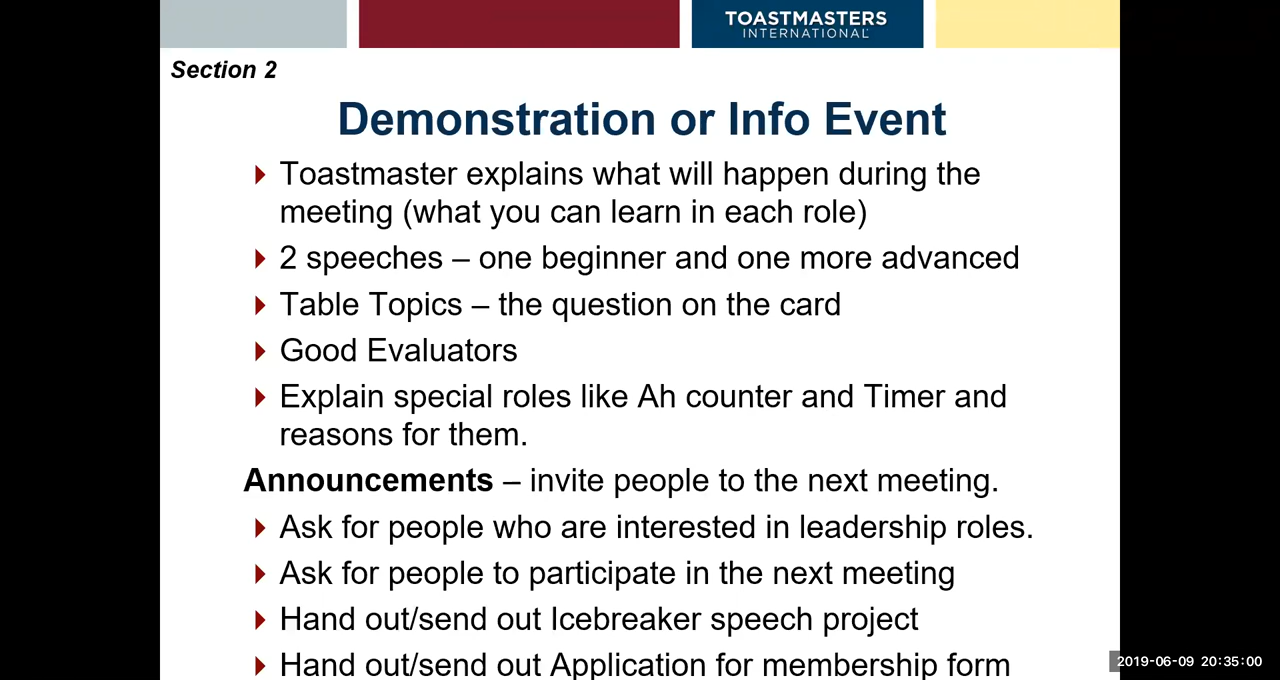 TOASTMASTERS
INTERNATIONAL
Section 2
Demonstration or Info Event
Toastmaster explains what will happen during the
meeting (what you can learn in each role)
2 speeches – one beginner and one more advanced
Table Topics – the question on the card
Good Evaluators
Explain special roles like Ah counter and Timer and
reasons for them.
Announcements – invite people to the next meeting.
Ask for people who are interested in leadership roles.
Ask for people to participate in the next meeting
Hand out/send out Icebreaker speech project
Hand out/send out Application for membership form
2019-06-09 20:35:00